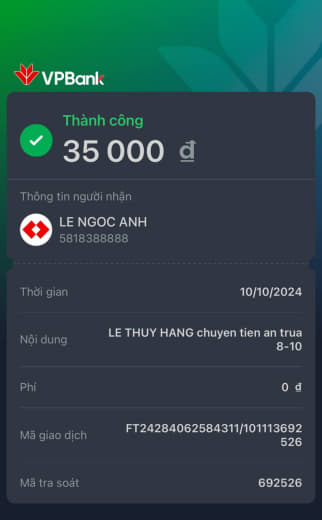 VPBank
Thành công
35 000 đ
Thông tin người nhận
LE NGOC ANH
5818388888
Thời gian 10/10/2024
Nội dung LE THUY HANG chuyen tien an trua
8-10
Phí 0 đ
Mã giao dịch FT24284062584311/101113692
526
Mã tra soát 692526